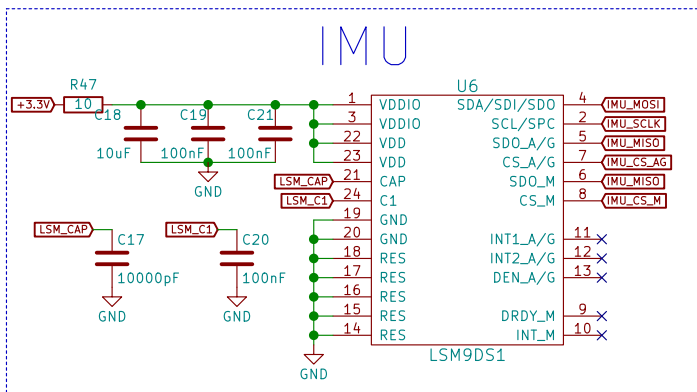 IMU
R47
+3.3V
10
C18
10uF
C19
100nF
C21
100nF
GND
U6
1 VDDIO SDA/SDI/SDO 4 IMU_MOSI
3 VDDIO SCL/SPC 2 IMU_SCLK
22 VDD SDO_A/G 5 IMU_MISO
23 VDD CS_A/G 7 IMU_CS_AG
LSM_CAP 21 CAP SDO_M 6 IMU_MISO
LSM_C1 24 C1 CS_M 8 IMU_CS_M
19 GND
20 GND INT1_A/G 11
18 RES INT2_A/G 12
17 RES DEN_A/G 13
16 RES
15 RES DRDY_M 9
14 RES INT_M 10
LSM9DS1
GND
LSM_CAP
C17
10000pF
GND
LSM_C1
C20
100nF
GND